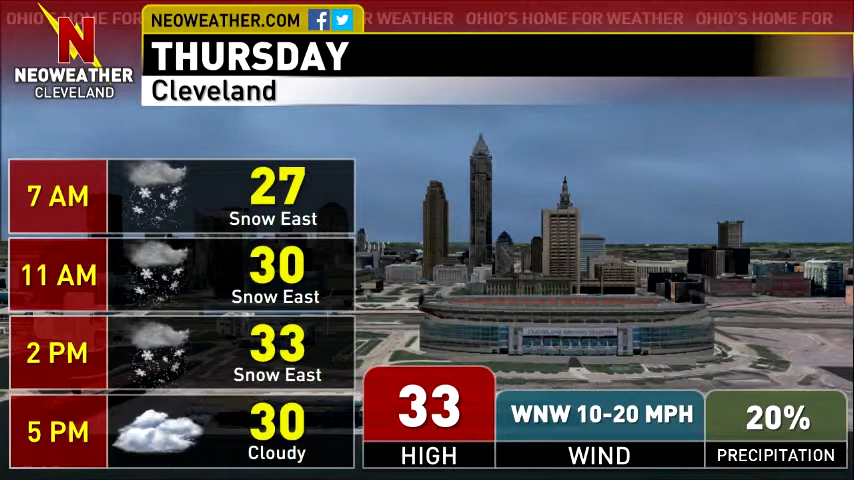 OHIO'S HOME FOR WEATHER OHIO'S HOME FOR WEATHER OHIO'S HOME FOR
NEOWEATHER.COM
N
NEOWEATHER
CLEVELAND
THURSDAY
Cleveland
7 AM
27
Snow East
11 AM
30
Snow East
2 PM
33
Snow East
5 PM
30
Cloudy
33
HIGH
WNW 10-20 MPH
WIND
20%
PRECIPITATION